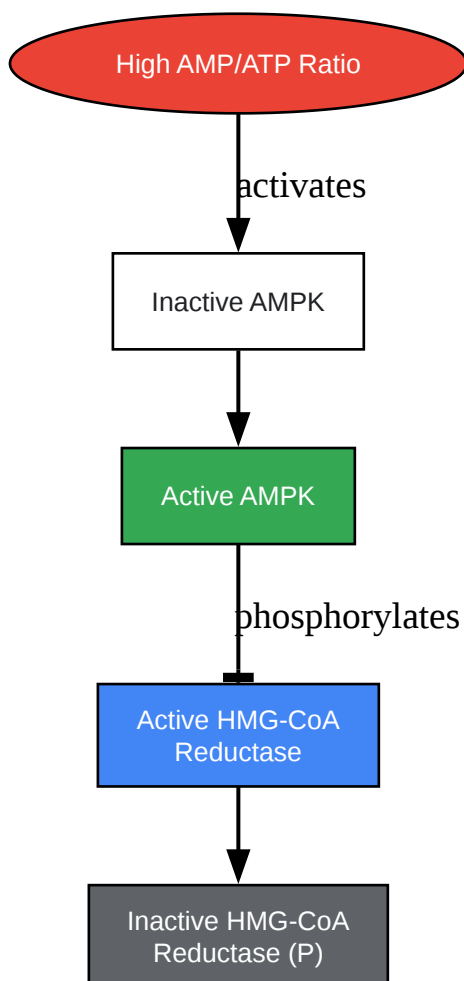 High AMP/ATP Ratio
activates
Inactive AMPK
Active AMPK
phosphorylates
Active HMG-CoA
Reductase
Inactive HMG-CoA
Reductase (P)